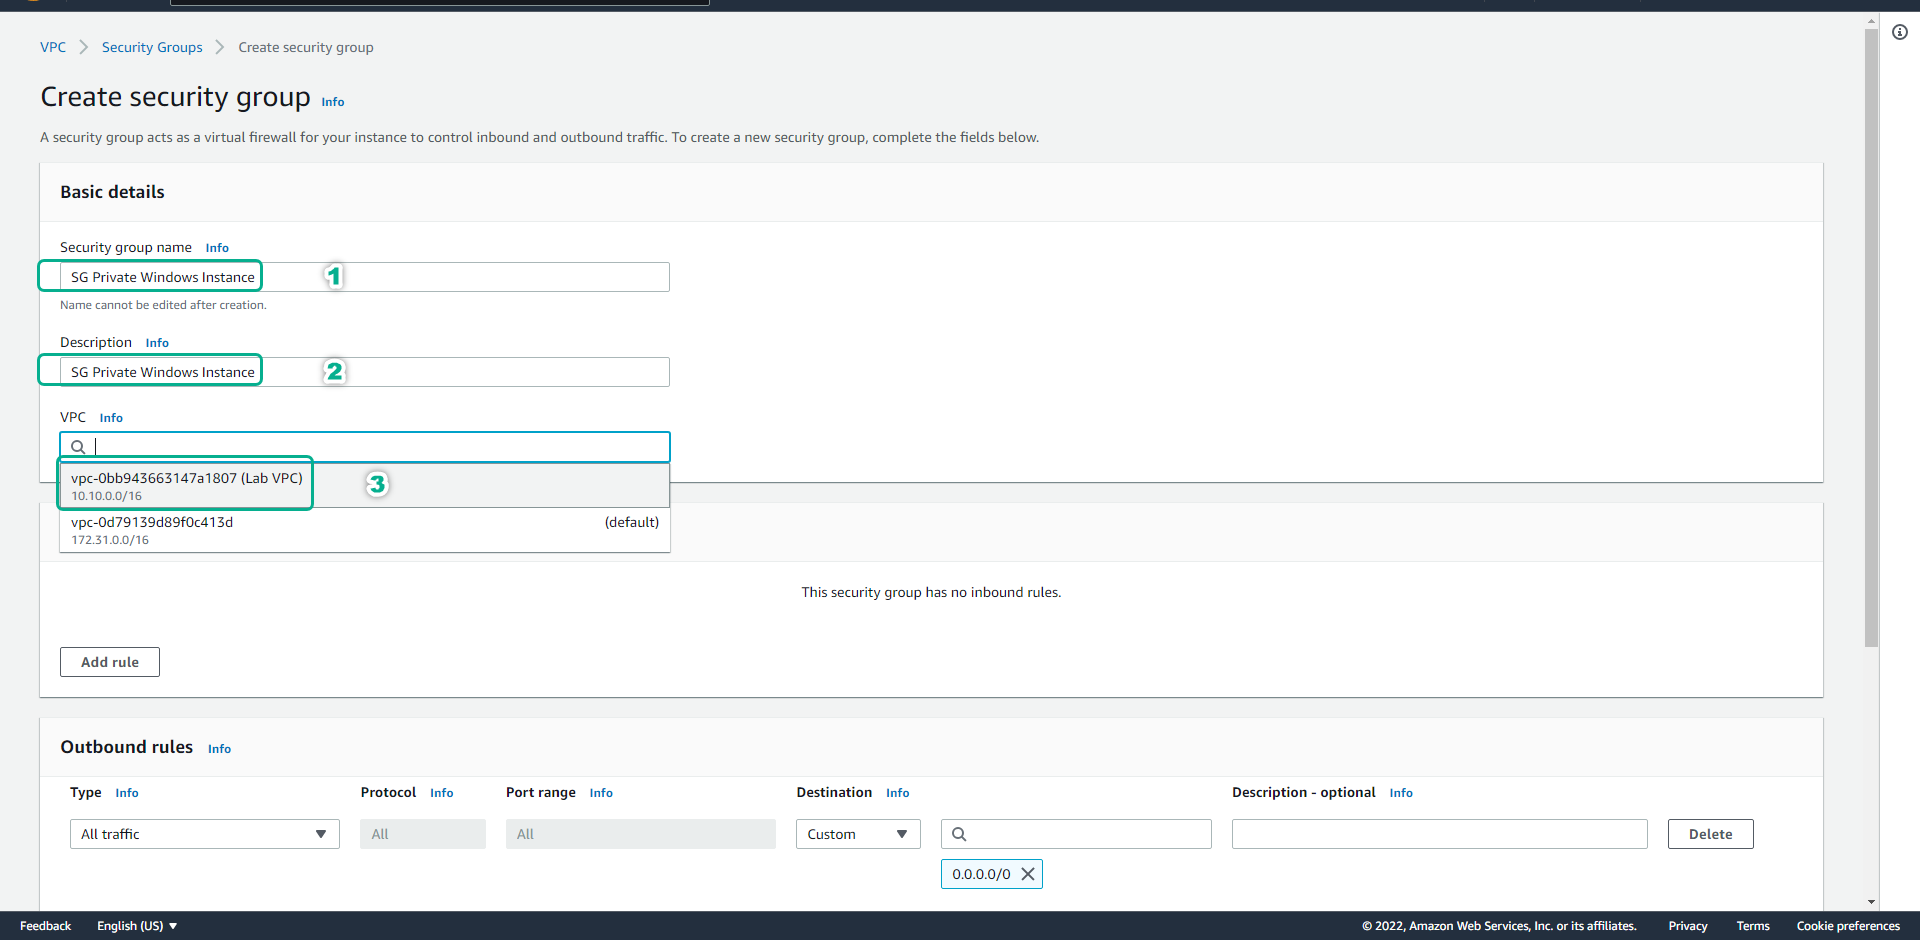 VPC > Security Groups > Create security group
Create security group Info
A security group acts as a virtual firewall for your instance to control inbound and outbound traffic. To create a new security group, complete the fields below.
Basic details
Security group name Info
SG Private Windows Instance 1
Name cannot be edited after creation.
Description Info
SG Private Windows Instance 2
VPC Info
vpc-0bb943663147a1807 (Lab VPC) 3
10.10.0.0/16
vpc-0d79139d89f0c413d (default)
172.31.0.0/16
This security group has no inbound rules.
Add rule
Outbound rules Info
Type Info Protocol Info Port range Info Destination Info Description - optional Info
All traffic All All Custom Delete
0.0.0.0/0
Feedback English (US) © 2022, Amazon Web Services, Inc. or its affiliates. Privacy Terms Cookie preferences